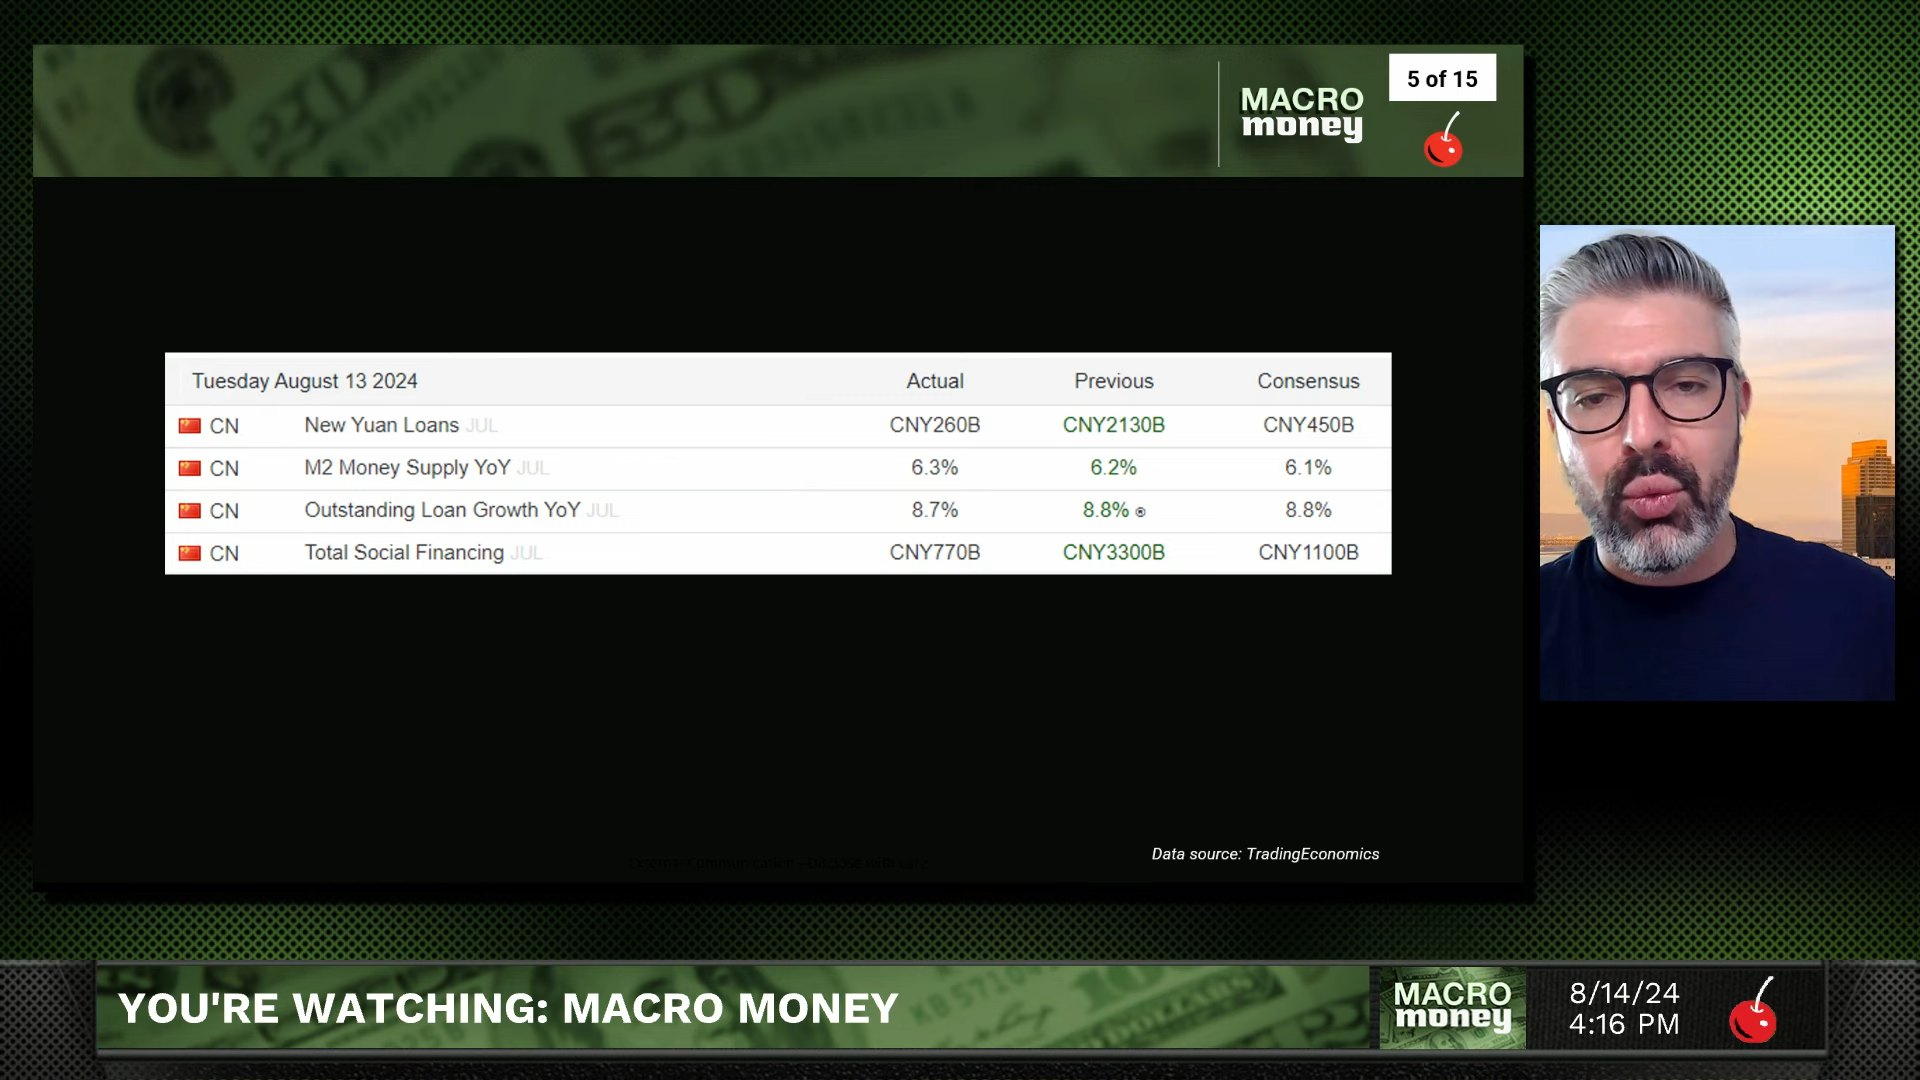 MACRO
money
5 of 15
Tuesday August 13 2024 Actual Previous Consensus
CN New Yuan Loans JUL CNY260B CNY2130B CNY450B
CN M2 Money Supply YoY JUL 6.3% 6.2% 6.1%
CN Outstanding Loan Growth YoY JUL 8.7% 8.8% ® 8.8%
CN Total Social Financing JUL CNY770B CNY3300B CNY1100B
Data source: TradingEconomics
YOU'RE WATCHING: MACRO MONEY
MACRO
money
8/14/24
4:16 PM